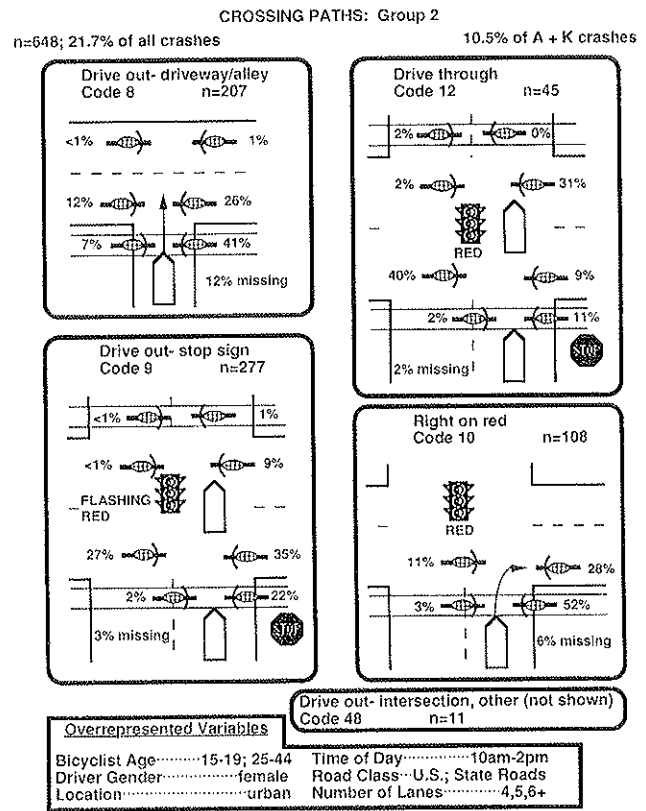 CROSSING PATHS: Group 2
n=648; 21.7% of all crashes
10.5% of A + K crashes
Drive out- driveway/alley
Code 8 n=207
<1% 1%
12% 26%
7% 41%
12% missing
Drive through
Code 12 n=45
2% 0%
2% 31%
RED
40% 9%
2% 11%
STOP
2% missing
Drive out- stop sign
Code 9 n=277
<1% 1%
<1% 9%
FLASHING
RED
27% 35%
2% 22%
STOP
3% missing
Right on red
Code 10 n=108
RED
11% 28%
3% 52%
6% missing
Drive out- intersection, other (not shown)
Code 48 n=11
Overrepresented Variables
Bicyclist Age·········15-19; 25-44 Time of Day··············10am-2pm
Driver Gender···············female Road Class···U.S.; State Roads
Location·······················urban Number of Lanes···········4,5,6+